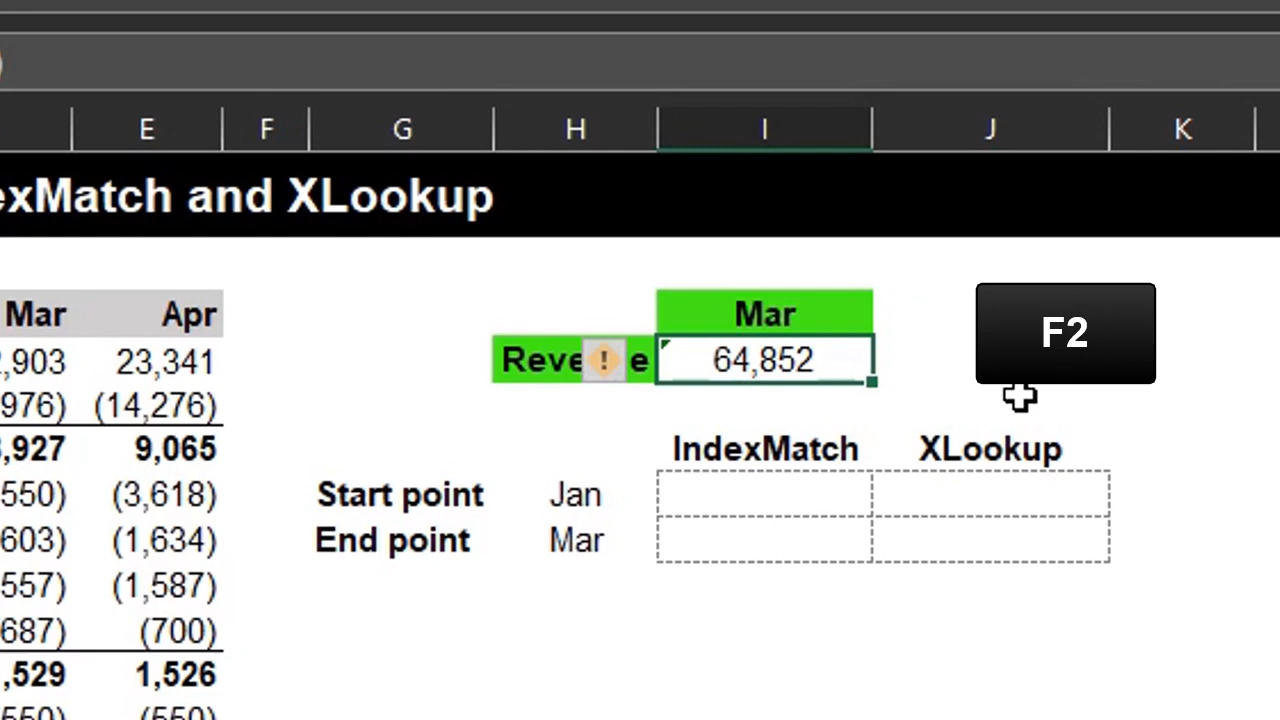 E F G H I J K
exMatch and XLookup
Mar Apr Mar
,903 23,341 Reve ! e 64,852 F2
976) (14,276)
,927 9,065 IndexMatch XLookup
550) (3,618) Start point Jan
603) (1,634) End point Mar
557) (1,587)
687) (700)
,529 1,526
(550)